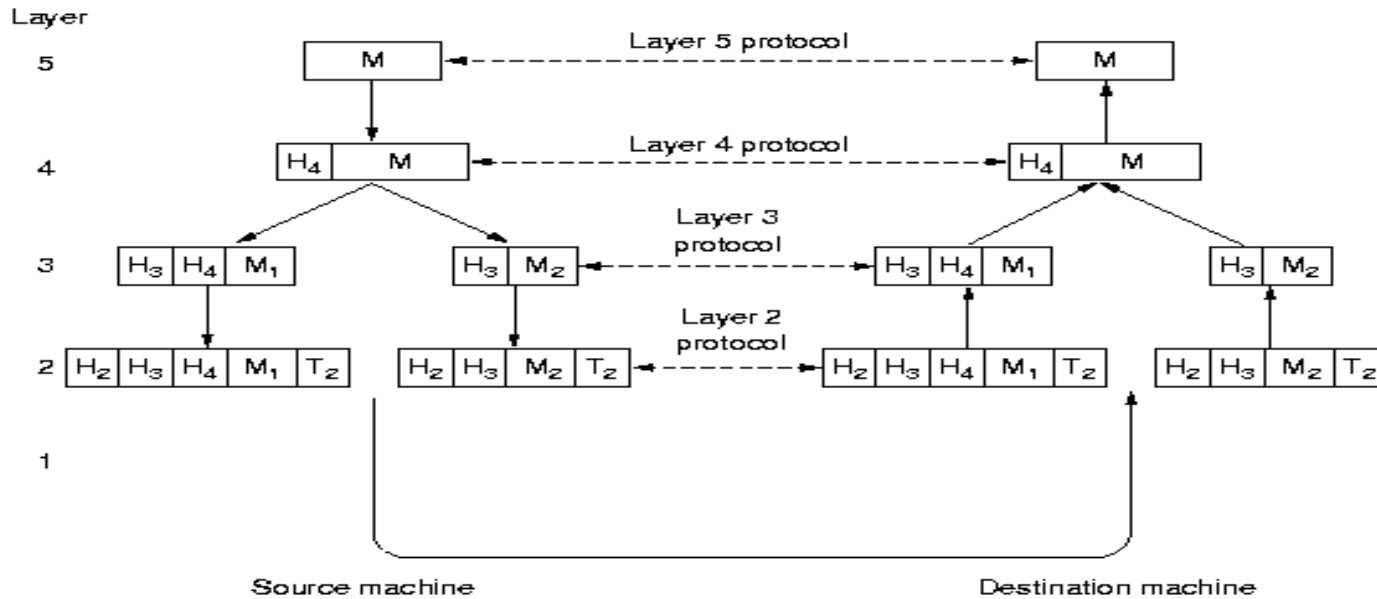 Layer
5 M Layer 5 protocol M
4 H₄ M Layer 4 protocol H₄ M
Layer 3
protocol
3 H₃ H₄ M₁ H₃ M₂ H₃ H₄ M₁ H₃ M₂
Layer 2
protocol
2 H₂ H₃ H₄ M₁ T₂ H₂ H₃ M₂ T₂ H₂ H₃ H₄ M₁ T₂ H₂ H₃ M₂ T₂
1
Source machine Destination machine